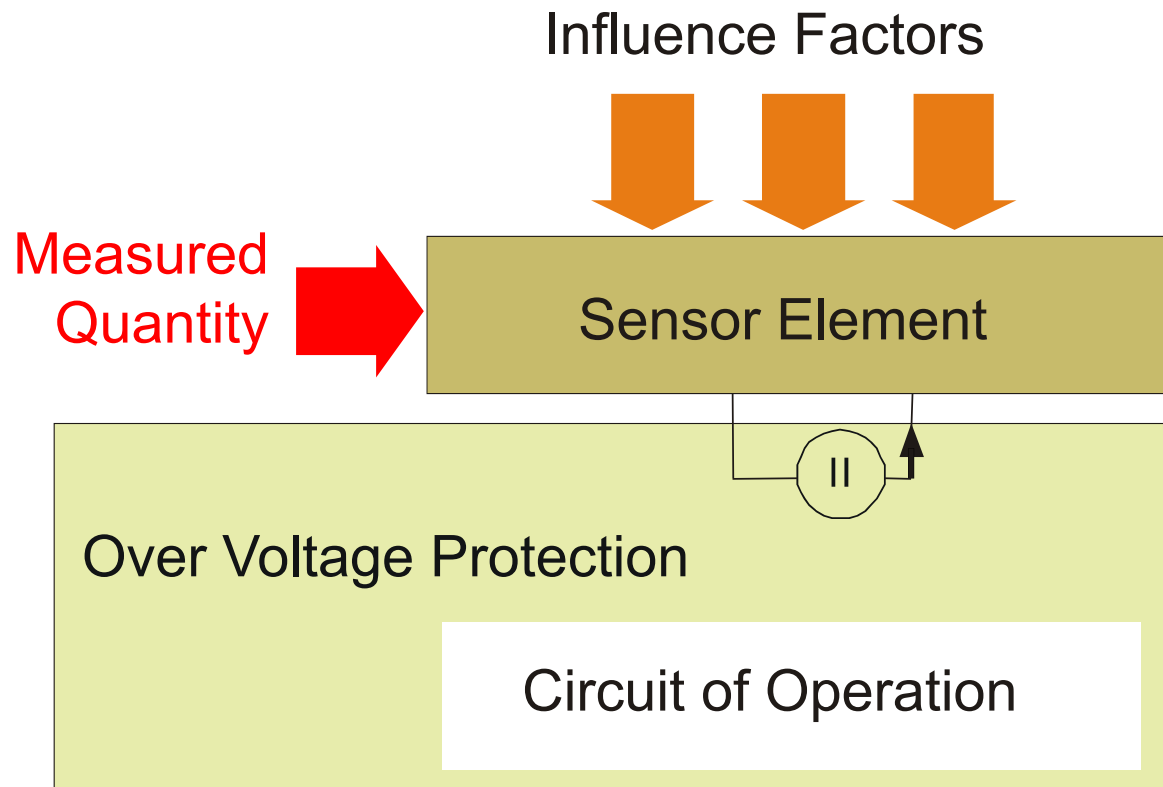 Influence Factors
Measured
Quantity
Sensor Element
II
Over Voltage Protection
Circuit of Operation